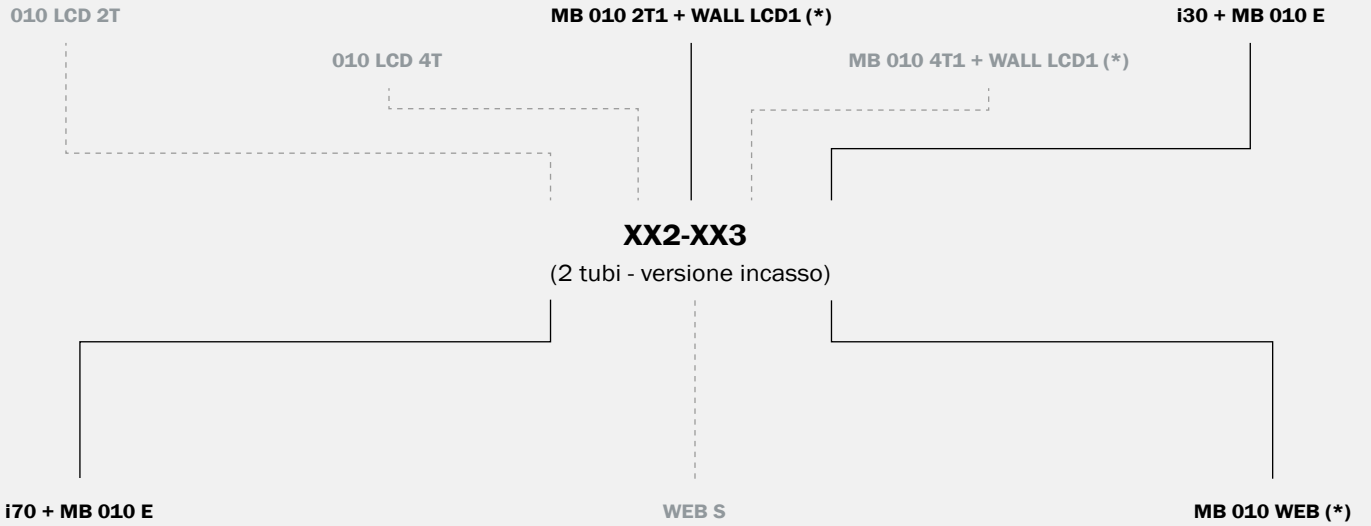 010 LCD 2T
MB 010 2T1 + WALL LCD1 (*)
i30 + MB 010 E
010 LCD 4T
MB 010 4T1 + WALL LCD1 (*)
XX2-XX3
(2 tubi - versione incasso)
i70 + MB 010 E
WEB S
MB 010 WEB (*)